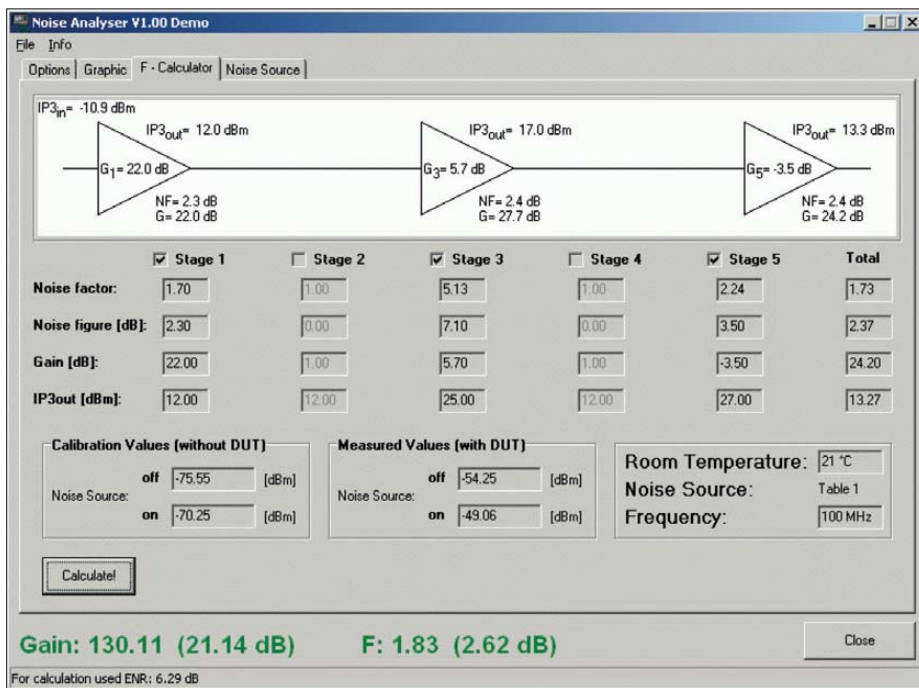 Noise Analyser V1.00 Demo
File Info
Options Graphic F - Calculator Noise Source
IP3in= -10.9 dBm
IP3out= 12.0 dBm IP3out= 17.0 dBm IP3out= 13.3 dBm
G1= 22.0 dB G3= 5.7 dB G5= -3.5 dB
NF= 2.3 dB NF= 2.4 dB NF= 2.4 dB
G= 22.0 dB G= 27.7 dB G= 24.2 dB
Stage 1 Stage 2 Stage 3 Stage 4 Stage 5 Total
Noise factor: 1.70 1.00 5.13 1.00 2.24 1.73
Noise figure [dB]: 2.30 0.00 7.10 0.00 3.50 2.37
Gain [dB]: 22.00 1.00 5.70 1.00 -3.50 24.20
IP3out [dBm]: 12.00 12.00 25.00 12.00 27.00 13.27
Calibration Values (without DUT)
Noise Source:
off -75.55 [dBm]
on -70.25 [dBm]
Measured Values (with DUT)
Noise Source:
off -54.25 [dBm]
on -49.06 [dBm]
Room Temperature: 21 °C
Noise Source: Table 1
Frequency: 100 MHz
Calculate!
Gain: 130.11 (21.14 dB) F: 1.83 (2.62 dB)
Close
For calculation used ENR: 6.29 dB